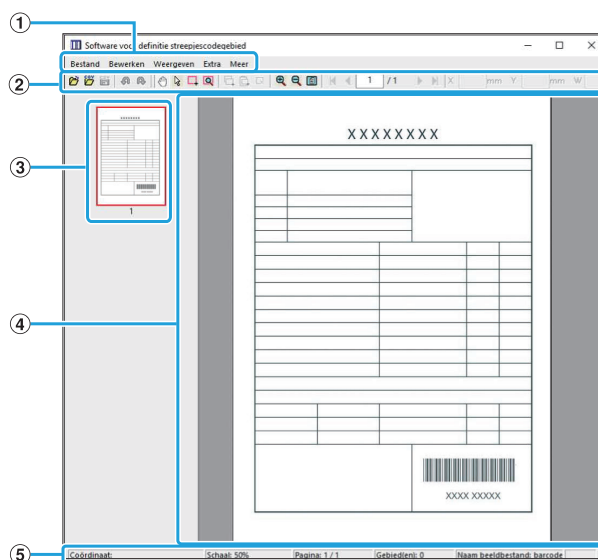 1
Software voor definitie streepjescodegebied
Bestand Bewerken Weergeven Extra Meer
2
1 / 1 X mm Y mm W
3
1
XXXXXXXX
4
XXXX XXXXX
5
Coördinaat: Schaal: 50% Pagina: 1 / 1 Gebied(en): 0 Naam beeldbestand: barcode